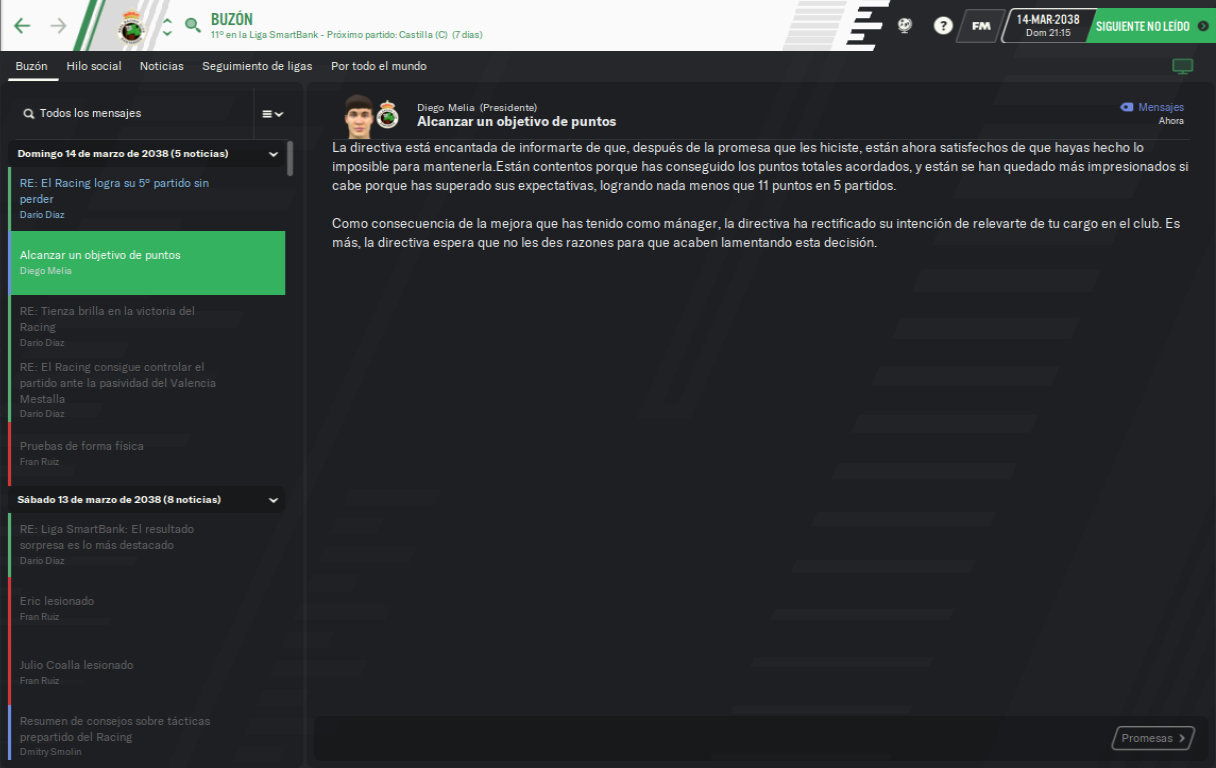 BUZÓN
11º en la Liga SmartBank - Próximo partido: Castilla (C) (7 días)
?
FM
14-MAR-2038
Dom 21:15
SIGUIENTE NO LEÍDO
Buzón
Hilo social
Noticias
Seguimiento de ligas
Por todo el mundo
Todos los mensajes
Domingo 14 de marzo de 2038 (5 noticias)
RE: El Racing logra su 5º partido sin
perder
Darío Díaz
Alcanzar un objetivo de puntos
Diego Melia
RE: Tienza brilla en la victoria del
Racing
Darío Díaz
RE: El Racing consigue controlar el
partido ante la pasividad del Valencia
Mestalla
Darío Díaz
Pruebas de forma física
Fran Ruiz
Sábado 13 de marzo de 2038 (8 noticias)
RE: Liga SmartBank: El resultado
sorpresa es lo más destacado
Darío Díaz
Eric lesionado
Fran Ruiz
Julio Coalla lesionado
Fran Ruiz
Resumen de consejos sobre tácticas
prepartido del Racing
Dmitry Smolin
Diego Melia (Presidente)
Alcanzar un objetivo de puntos
Mensajes
Ahora
La directiva está encantada de informarte de que, después de la promesa que les hiciste, están ahora satisfechos de que hayas hecho lo
imposible para mantenerla.Están contentos porque has conseguido los puntos totales acordados, y están se han quedado más impresionados si
cabe porque has superado sus expectativas, logrando nada menos que 11 puntos en 5 partidos.
Como consecuencia de la mejora que has tenido como mánager, la directiva ha rectificado su intención de relevarte de tu cargo en el club. Es
más, la directiva espera que no les des razones para que acaben lamentando esta decisión.
Promesas